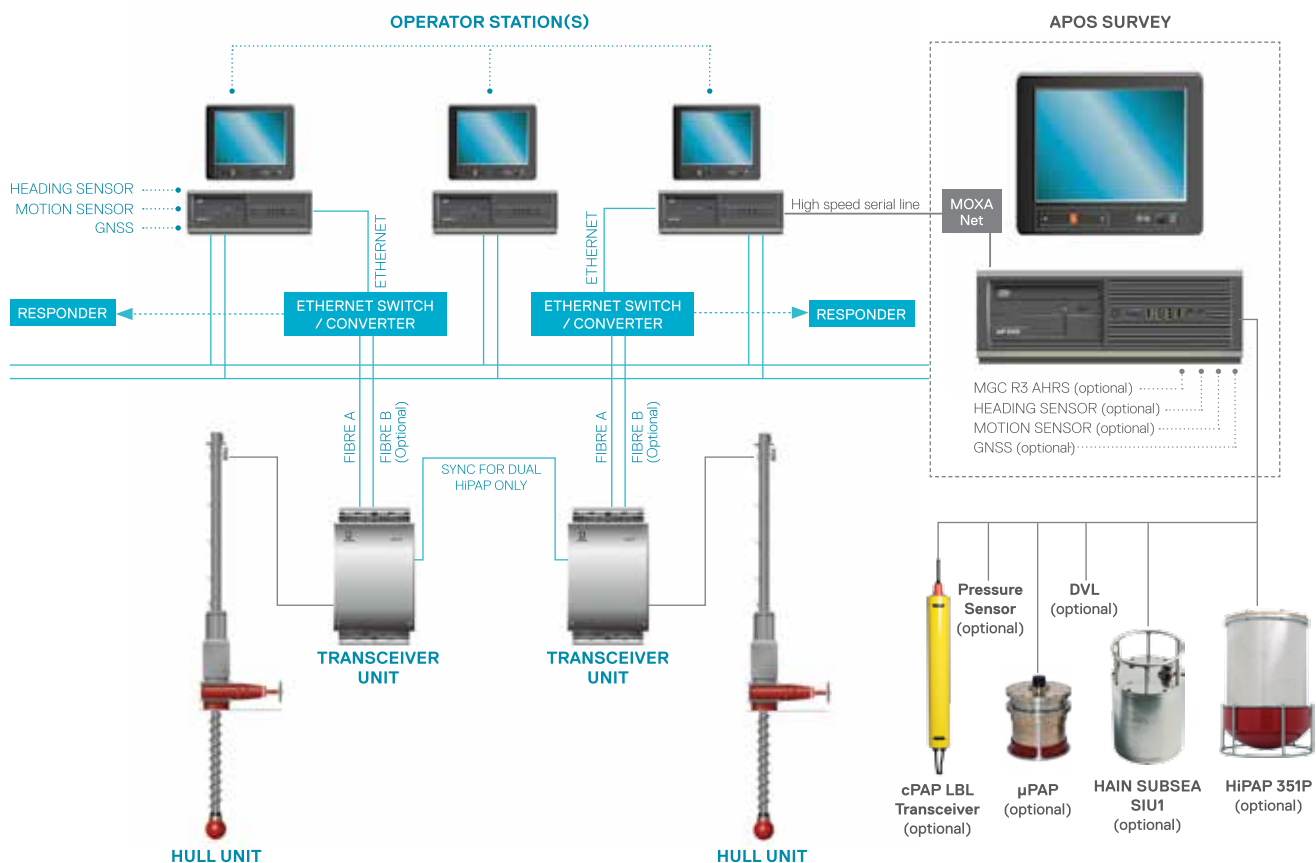 OPERATOR STATION(S)
APOS SURVEY
HEADING SENSOR
MOTION SENSOR
GNSS
ETHERNET
ETHERNET
High speed serial line
MOXA
Net
RESPONDER
ETHERNET SWITCH
/ CONVERTER
ETHERNET SWITCH
/ CONVERTER
RESPONDER
MGC R3 AHRS (optional)
HEADING SENSOR (optional)
MOTION SENSOR (optional)
GNSS (optional)
FIBRE A
FIBRE B
(Optional)
FIBRE A
FIBRE B
(Optional)
SYNC FOR DUAL
HiPAP ONLY
TRANSCEIVER
UNIT
TRANSCEIVER
UNIT
Pressure
Sensor
(optional)
DVL
(optional)
cPAP LBL
Transceiver
(optional)
µPAP
(optional)
HAIN SUBSEA
SIU1
(optional)
HiPAP 351P
(optional)
HULL UNIT
HULL UNIT